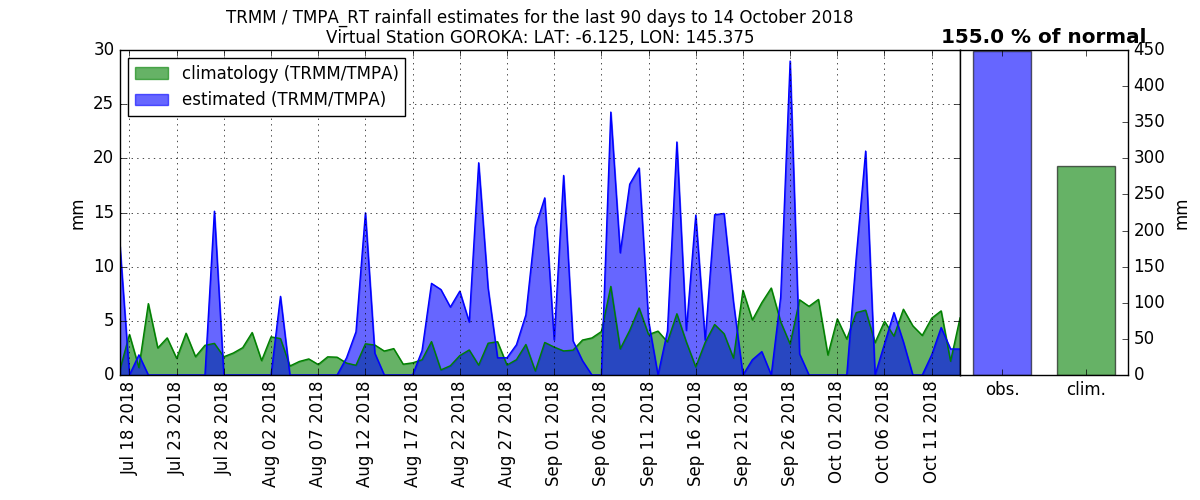 TRMM / TMPA_RT rainfall estimates for the last 90 days to 14 October 2018
Virtual Station GOROKA: LAT: -6.125, LON: 145.375
155.0 % of normal
climatology (TRMM/TMPA)
estimated (TRMM/TMPA)
mm
30
25
20
15
10
5
0
Jul 18 2018
Jul 23 2018
Jul 28 2018
Aug 02 2018
Aug 07 2018
Aug 12 2018
Aug 17 2018
Aug 22 2018
Aug 27 2018
Sep 01 2018
Sep 06 2018
Sep 11 2018
Sep 16 2018
Sep 21 2018
Sep 26 2018
Oct 01 2018
Oct 06 2018
Oct 11 2018
obs.
clim.
450
400
350
300
250
200
150
100
50
0
mm